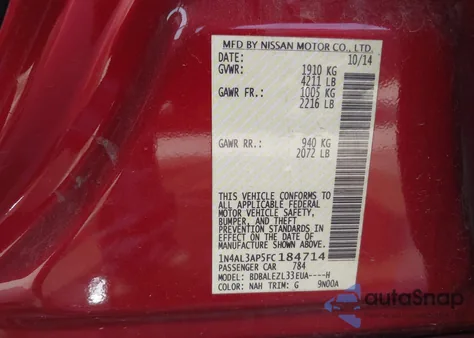 MFD BY NISSAN MOTOR CO., LTD.
DATE: 10/14
GVWR: 1910 KG
4211 LB
GAWR FR.: 1005 KG
2216 LB
GAWR RR.: 940 KG
2072 LB
THIS VEHICLE CONFORMS TO
ALL APPLICABLE FEDERAL
MOTOR VEHICLE SAFETY,
BUMPER, AND THEFT
PREVENTION STANDARDS IN
EFFECT ON THE DATE OF
MANUFACTURE SHOWN ABOVE.
1N4AL3AP5FC184714
PASSENGER CAR 784
MODEL: BDBALEZL33EUA----H
COLOR: NAH TRIM: G 9N00A
autoSnap